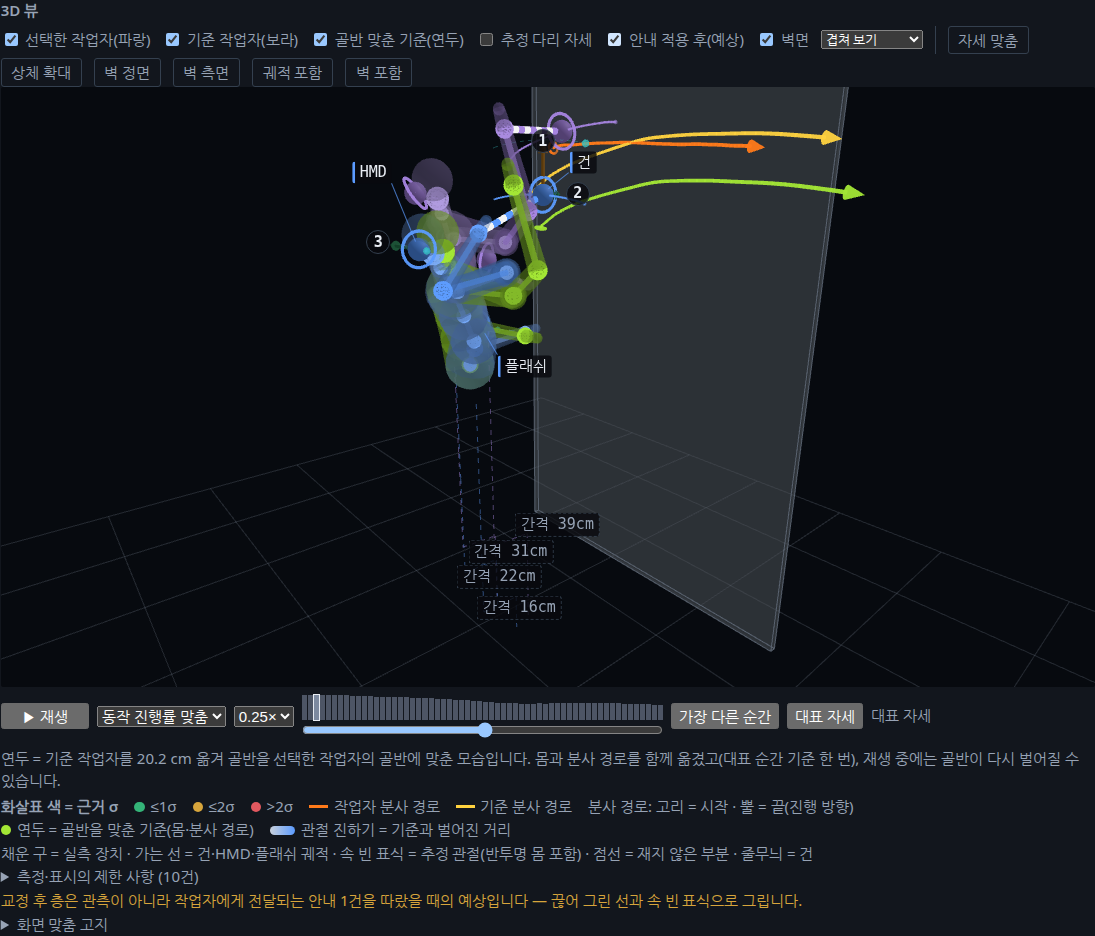 3D 뷰
선택한 작업자(파랑) 기준 작업자(보라) 골반 맞춘 기준(연두) 추정 다리 자세 안내 적용 후(예상) 벽면 겹쳐 보기 자세 맞춤
상체 확대 벽 정면 벽 측면 궤적 포함 벽 포함
1
건
HMD
2
3
플래쉬
간격 39cm
간격 31cm
간격 22cm
간격 16cm
▶ 재생 동작 진행률 맞춤 0.25× 가장 다른 순간 대표 자세 대표 자세
연두 = 기준 작업자를 20.2 cm 옮겨 골반을 선택한 작업자의 골반에 맞춘 모습입니다. 몸과 분사 경로를 함께 옮겼고(대표 순간 기준 한 번), 재생 중에는 골반이 다시 벌어질 수
있습니다.
화살표 색 = 근거 σ ≤1σ ≤2σ >2σ 작업자 분사 경로 기준 분사 경로 분사 경로: 고리 = 시작 · 뿔 = 끝(진행 방향)
연두 = 골반을 맞춘 기준(몸·분사 경로) 관절 진하기 = 기준과 벌어진 거리
채운 구 = 실측 장치 · 가는 선 = 건·HMD·플래쉬 궤적 · 속 빈 표식 = 추정 관절(반투명 몸 포함) · 점선 = 재지 않은 부분 · 줄무늬 = 건
▶ 측정·표시의 제한 사항 (10건)
교정 후 층은 관측이 아니라 작업자에게 전달되는 안내 1건을 따랐을 때의 예상입니다 — 끊어 그린 선과 속 빈 표식으로 그립니다.
▶ 화면 맞춤 고지